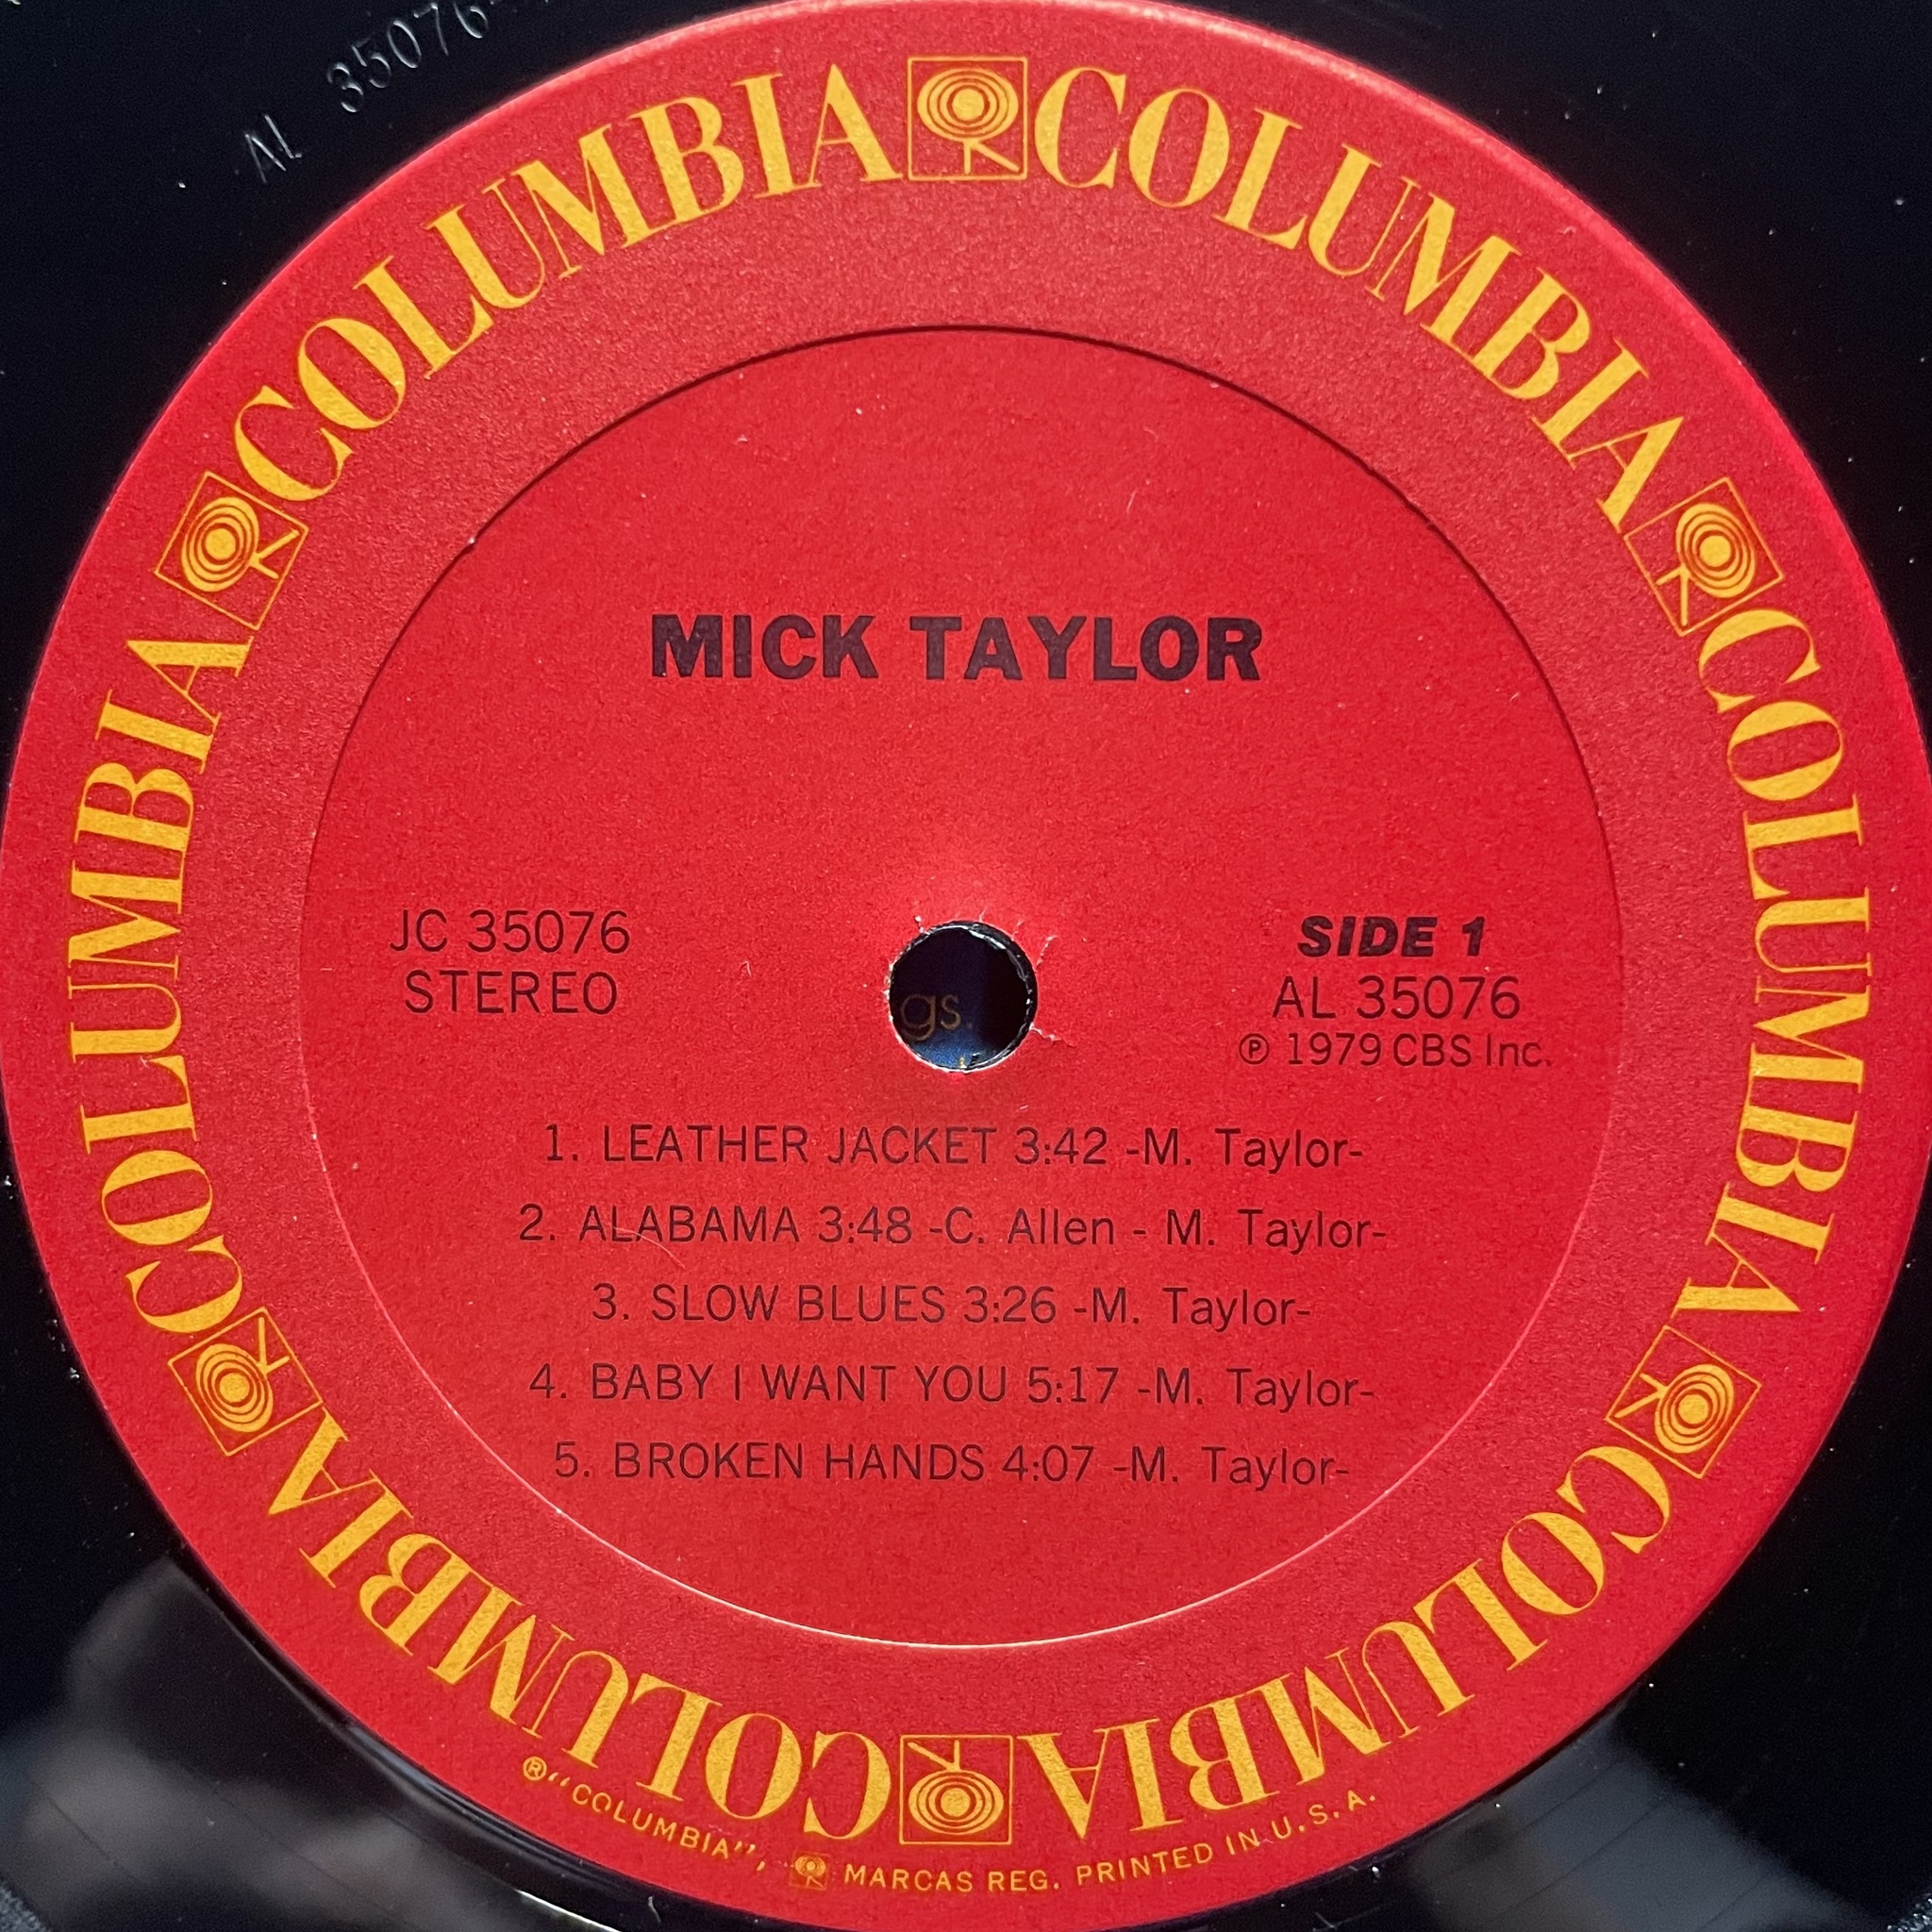 AL 35076
COLUMBIA COLUMBIA COLUMBIA COLUMBIA COLUMBIA COLUMBIA
MICK TAYLOR
JC 35076
STEREO
SIDE 1
AL 35076
℗ 1979 CBS Inc.
gs.
1. LEATHER JACKET 3:42 -M. Taylor-
2. ALABAMA 3:48 -C. Allen - M. Taylor-
3. SLOW BLUES 3:26 -M. Taylor-
4. BABY I WANT YOU 5:17 -M. Taylor-
5. BROKEN HANDS 4:07 -M. Taylor-
®"COLUMBIA", MARCAS REG. PRINTED IN U.S.A.